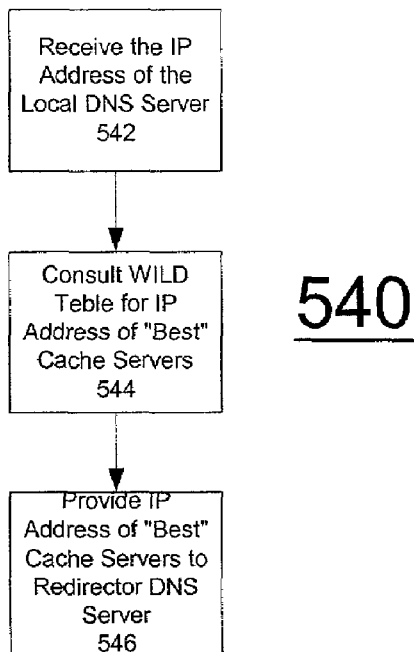 Receive the IP
Address of the
Local DNS Server
542
Consult WILD
Teble for IP
Address of "Best"
Cache Servers
544
540
Provide IP
Address of "Best"
Cache Servers to
Redirector DNS
Server
546